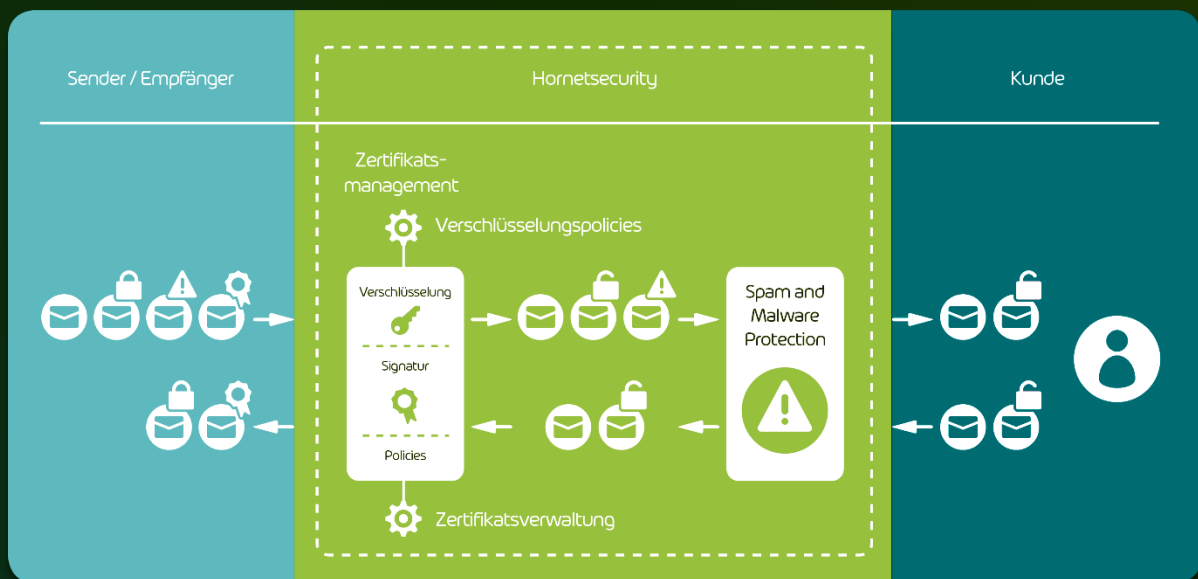 Sender / Empfänger
Hornetsecurity
Kunde
Zertifikats-
management
Verschlüsselungspolicies
Verschlüsselung
Signatur
Policies
Spam and
Malware
Protection
Zertifikatsverwaltung